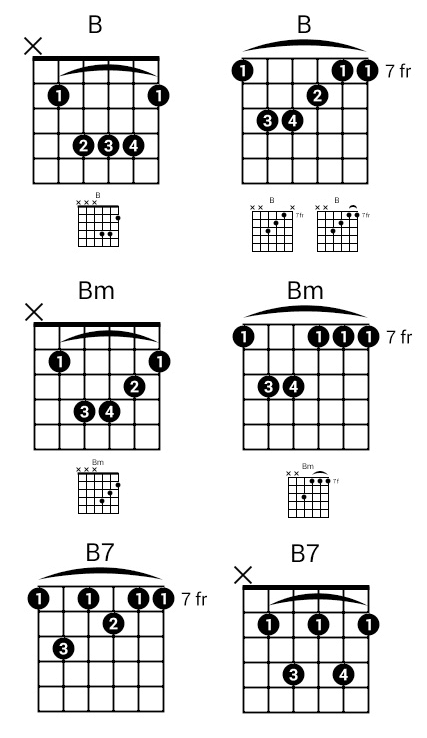 B
×
1 1
2 3 4
B
1 1 1 7 fr
2
3 4
B
× × ×
B
× × × 7fr
B
× × 7fr
Bm
×
1 1
2
3 4
Bm
1 1 1 1 7 fr
3 4
Bm
× × ×
Bm
× × 7f
B7
1 1 1 1 7 fr
2
3
B7
×
1 1 1
3 4